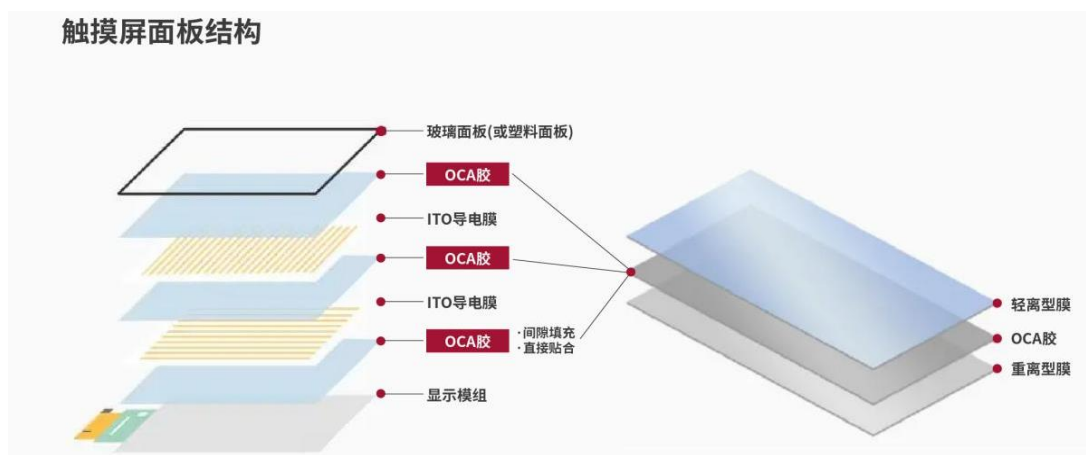 触摸屏面板结构
玻璃面板(或塑料面板)
OCA胶
ITO导电膜
OCA胶
ITO导电膜
OCA胶
·间隙填充
·直接贴合
显示模组
轻离型膜
OCA胶
重离型膜